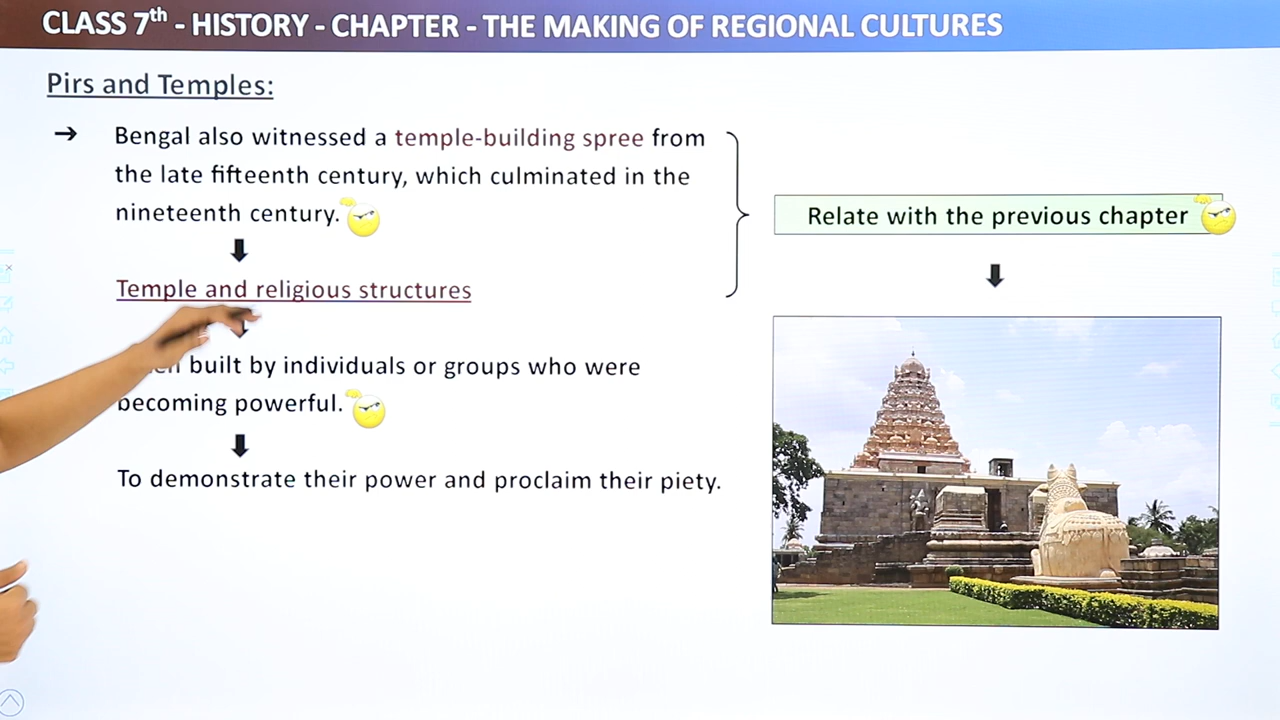 CLASS 7th - HISTORY - CHAPTER - THE MAKING OF REGIONAL CULTURES
Pirs and Temples:
➔ Bengal also witnessed a temple-building spree from
the late fifteenth century, which culminated in the
nineteenth century.
Temple and religious structures
built by individuals or groups who were
becoming powerful.
To demonstrate their power and proclaim their piety.
Relate with the previous chapter